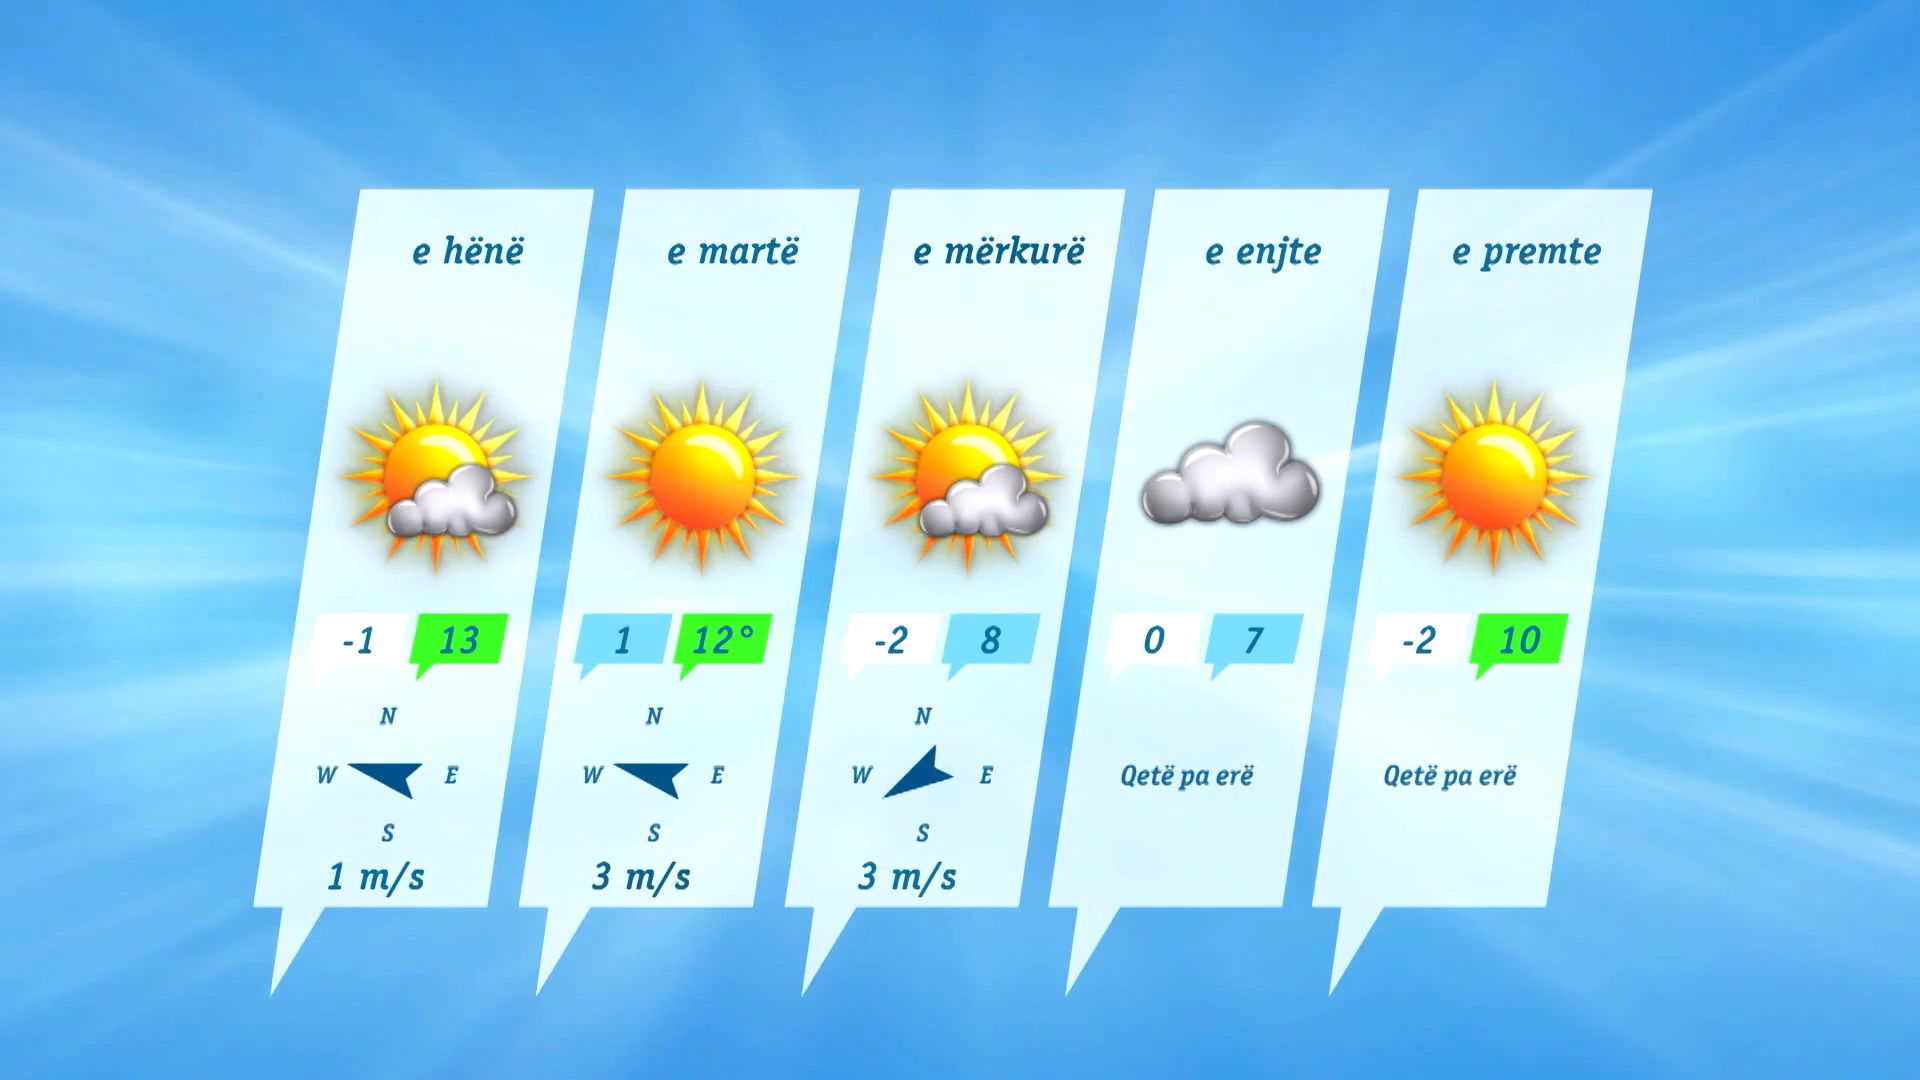 e hënë
-1 13
N
W E
S
1 m/s
e martë
1 12°
N
W E
S
3 m/s
e mërkurë
-2 8
N
W E
S
3 m/s
e enjte
0 7
Qetë pa erë
e premte
-2 10
Qetë pa erë